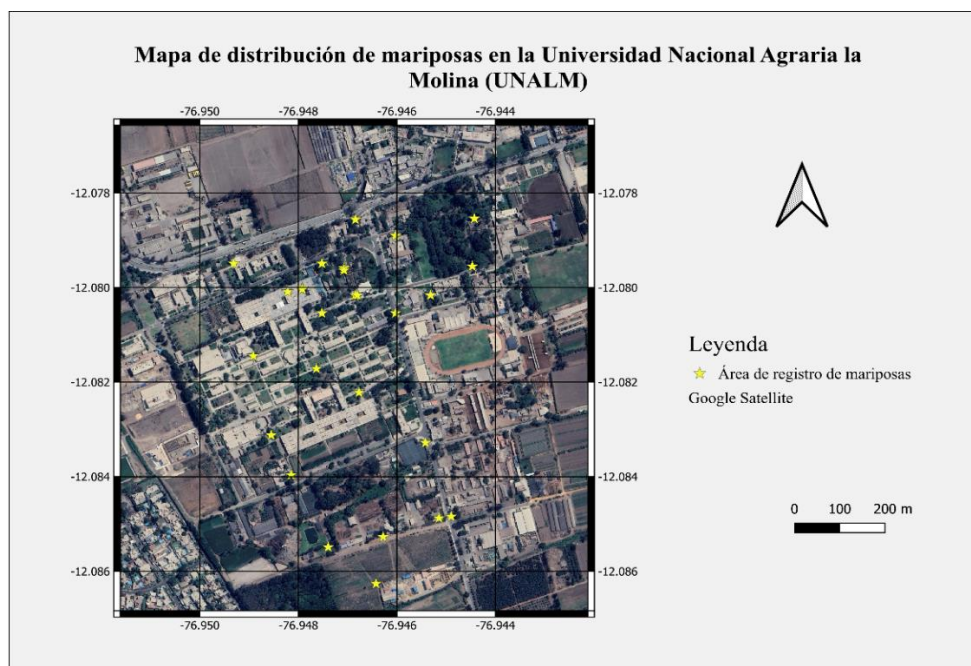 Mapa de distribución de mariposas en la Universidad Nacional Agraria la
Molina (UNALM)
-76.950 -76.948 -76.946 -76.944
-12.078 -12.078
-12.080 -12.080
-12.082 -12.082
-12.084 -12.084
-12.086 -12.086
-76.950 -76.948 -76.946 -76.944
Leyenda
Área de registro de mariposas
Google Satellite
0 100 200 m